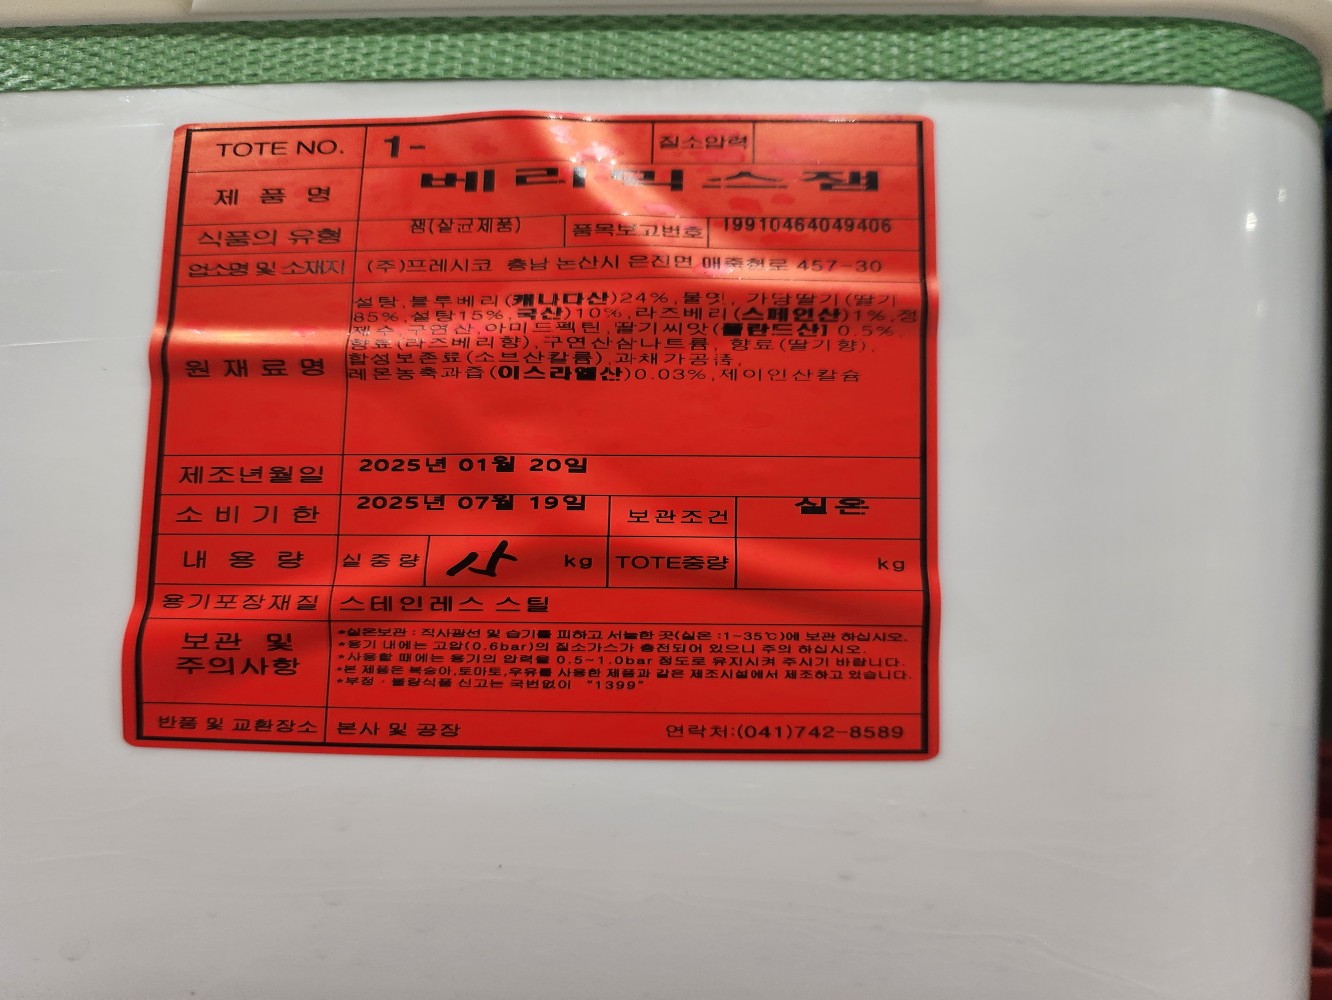 TOTE NO. 1- 질소압력
제 품 명 베리믹스잼
식품의 유형 잼(살균제품) 품목보고번호 19910464049406
업소명 및 소재지 (주)프레시코 충남 논산시 은진면 매죽헌로 457-30
원 재 료 명
설탕,블루베리(캐나다산)24%,물엿, 가당딸기(딸기
85%,설탕15%,국산)10%,라즈베리(스페인산)1%,정
제수,구연산,아미드펙틴,딸기씨앗(폴란드산] 0.5%,
향료(라즈베리향),구연산삼나트륨, 향료(딸기향),
합성보존료(소브산칼륨),과채가공품,
레몬농축과즙(이스라엘산)0.03%,제이인산칼슘
제조년월일 2025년 01월 20일
소 비 기 한 2025년 07월 19일 보관조건 실온
내 용 량 실 중 량 kg TOTE중량 kg
용기포장재질 스테인레스 스틸
보관 및
주의사항
*실온보관 : 직사광선 및 습기를 피하고 서늘한 곳(실온 :1~35℃)에 보관 하십시오.
*용기 내에는 고압(0.6bar)의 질소가스가 충전되어 있으니 주의 하십시오.
*사용할 때에는 용기의 압력을 0.5~1.0bar 정도로 유지시켜 주시기 바랍니다.
*본 제품은 복숭아,토마토,우유를 사용한 제품과 같은 제조시설에서 제조하고 있습니다.
*부정 · 불량식품 신고는 국번없이 "1399"
반품 및 교환장소 본사 및 공장 연락처:(041)742-8589